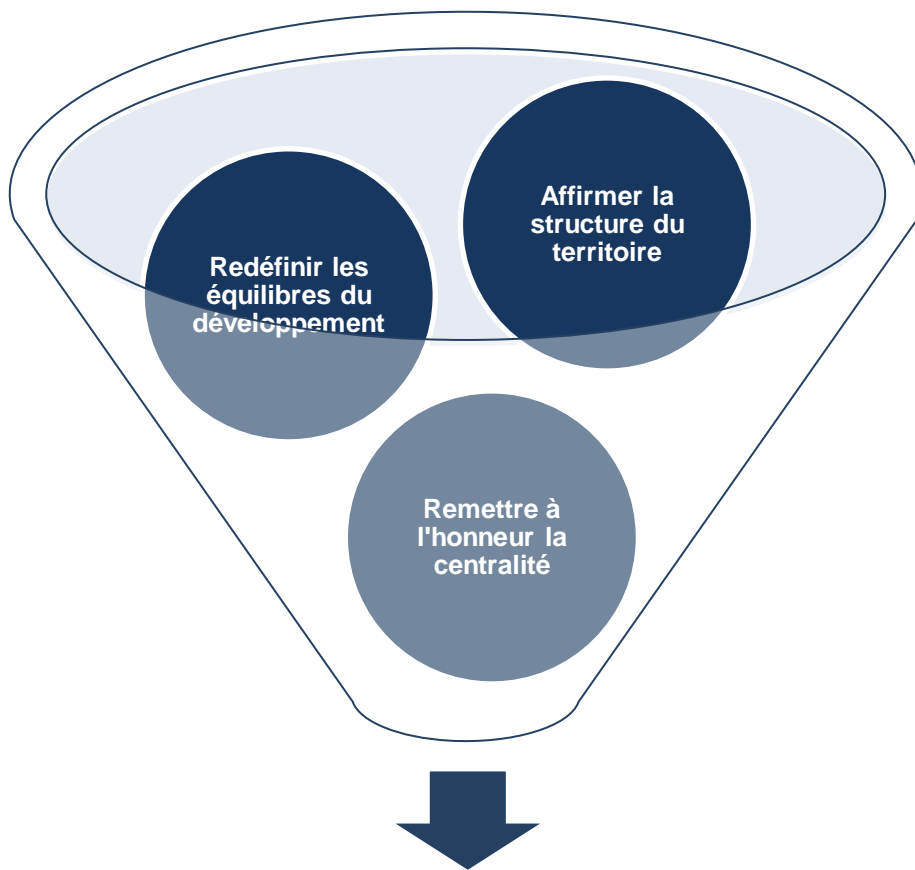 Affirmer la
structure du
territoire
Redéfinir les
équilibres du
développement
Remettre à
l'honneur la
centralité